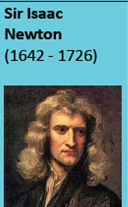 Sir Isaac
Newton
(1642 - 1726)